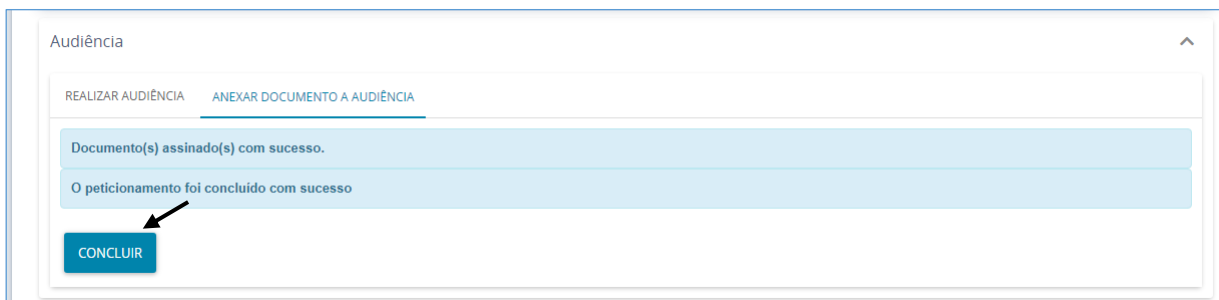 Audiência
REALIZAR AUDIÊNCIA ANEXAR DOCUMENTO A AUDIÊNCIA
Documento(s) assinado(s) com sucesso.
O peticionamento foi concluído com sucesso
CONCLUIR